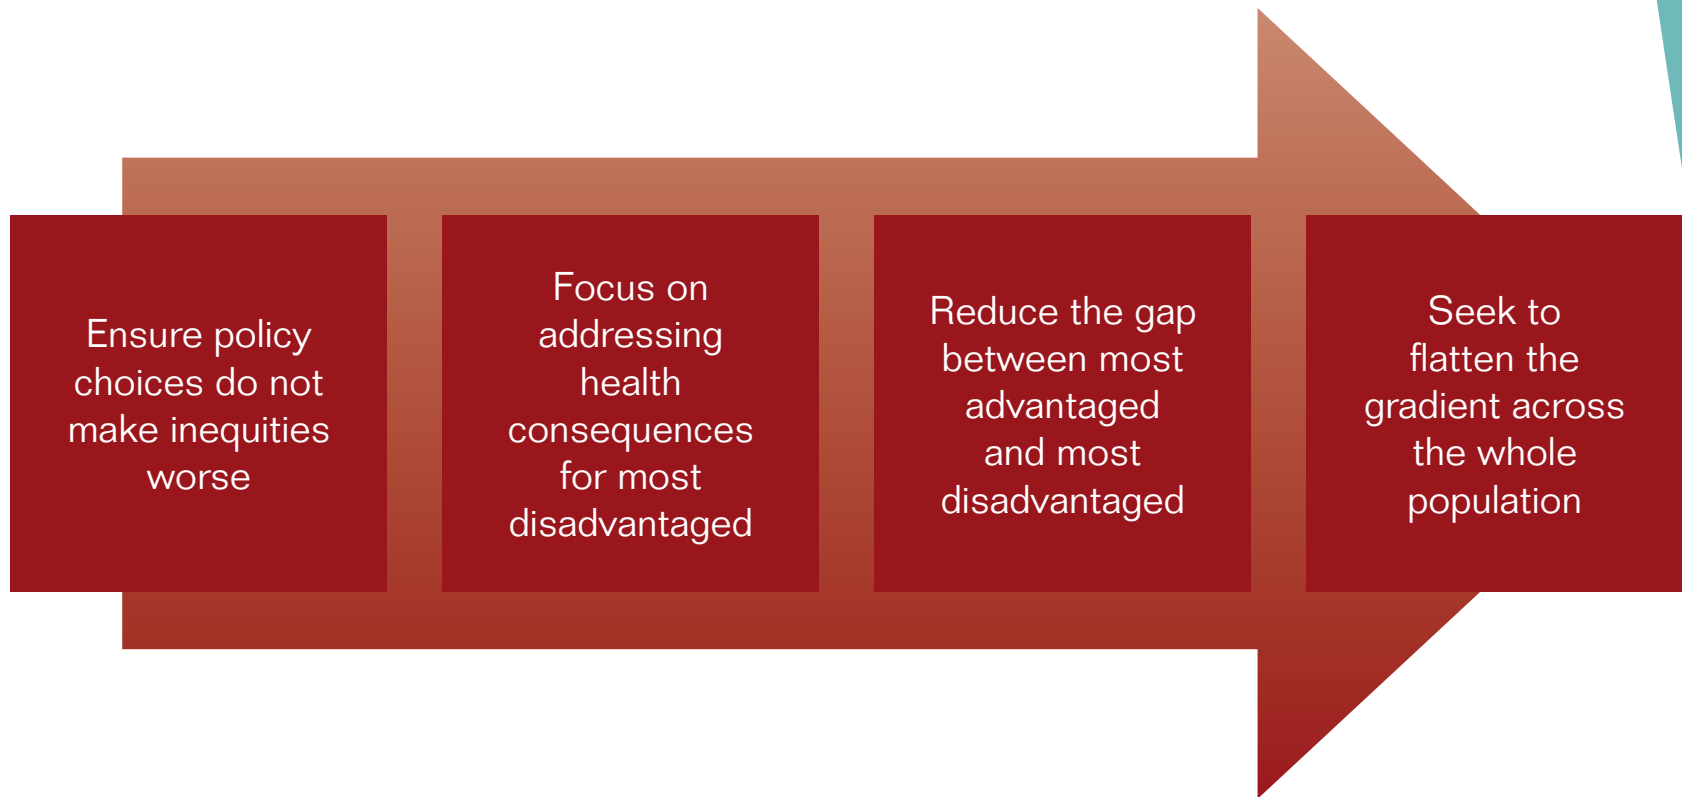 Ensure policy
choices do not
make inequities
worse
Focus on
addressing
health
consequences
for most
disadvantaged
Reduce the gap
between most
advantaged
and most
disadvantaged
Seek to
flatten the
gradient across
the whole
population